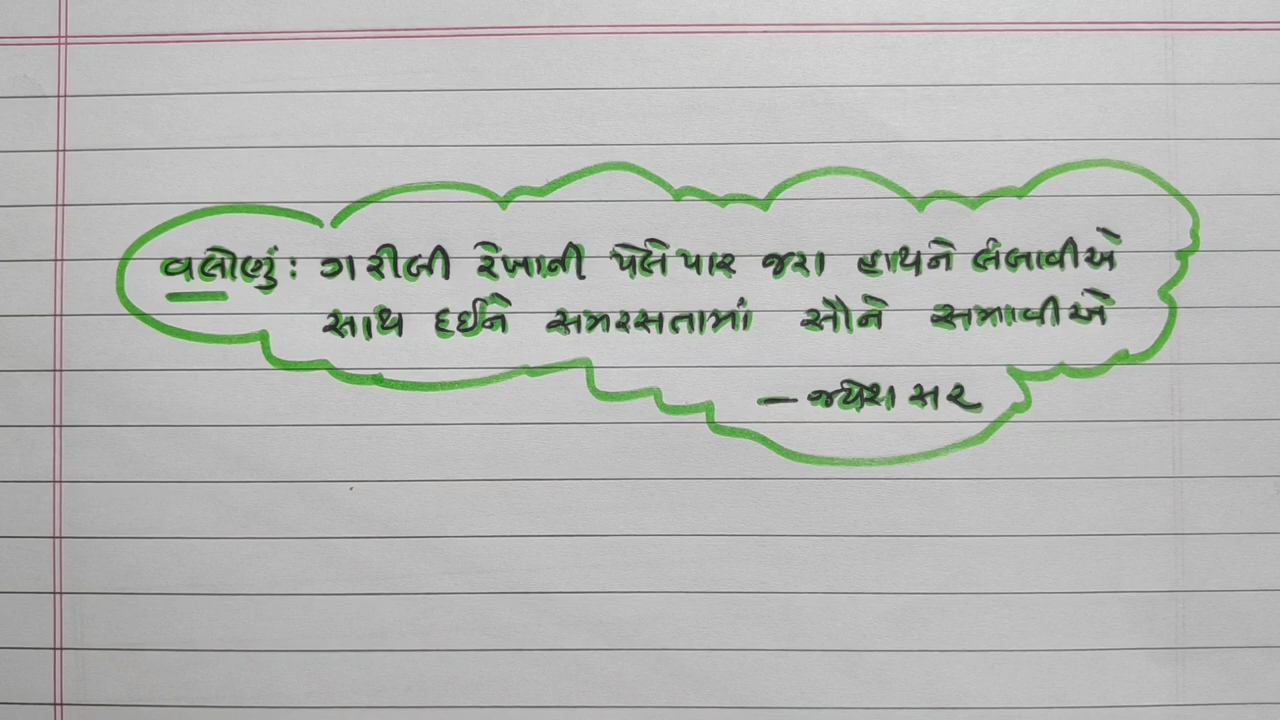 વલોણું: ગરીબી રેખાની પેલે પાર જરા હાથને લંબાવીએ
સાથ દઈને સમરસતામાં સૌને સમાવીએ
- જયેશ સર